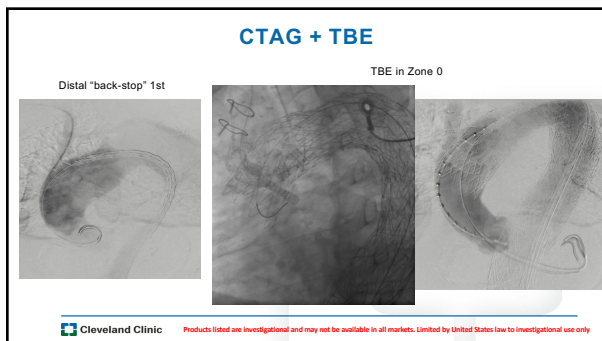 CTAG + TBE
Distal “back-stop” 1st
TBE in Zone 0
Cleveland Clinic
Products listed are investigational and may not be available in all markets. Limited by United States law to investigational use only